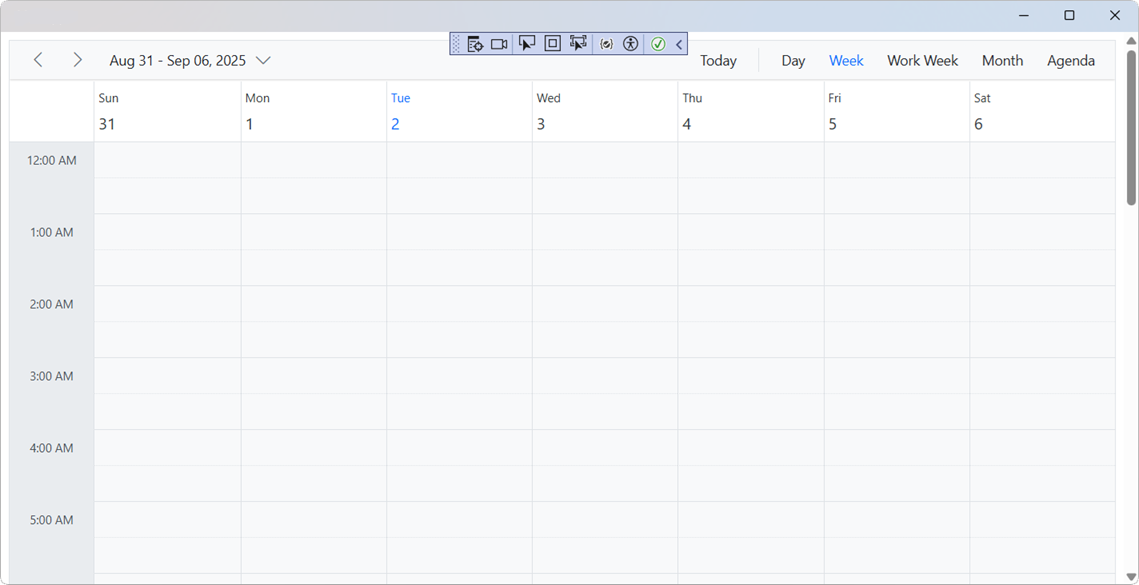 Aug 31 - Sep 06, 2025 Today Day Week Work Week Month Agenda
Sun Mon Tue Wed Thu Fri Sat
31 1 2 3 4 5 6
12:00 AM
1:00 AM
2:00 AM
3:00 AM
4:00 AM
5:00 AM